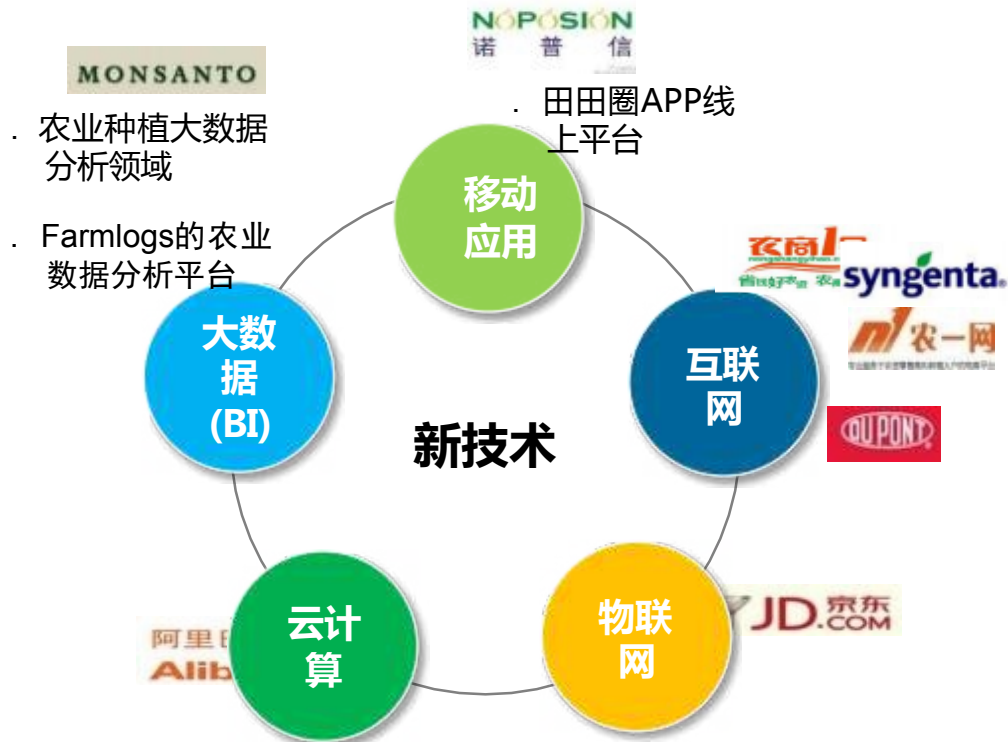 NOPOSION
诺 普 信
MONSANTO
. 农业种植大数据
分析领域
. Farmlogs的农业
数据分析平台
. 田田圈APP线
上平台
移动
应用
农商1
syngenta
n1 农一网
DUPONT
互联
网
大数
据
(BI)
新技术
云计
算
物联
网
阿里
Alib
JD.京东
COM